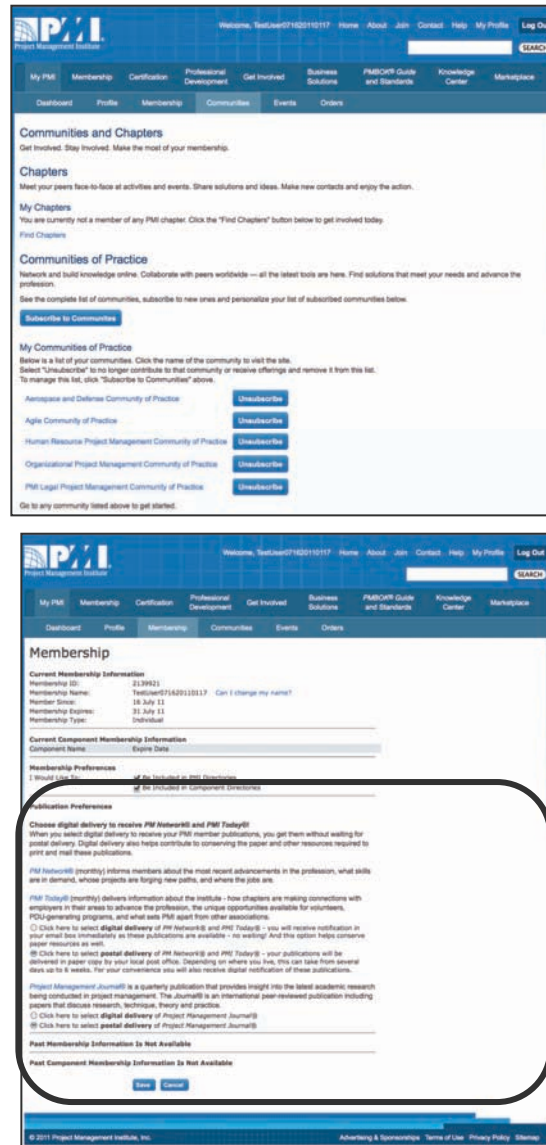 PMI
Project Management Institute
Welcome, TestUser071620110117 Home About Join Contact Help My Profile Log Out
SEARCH
My PMI Membership Certification Professional Development Get Involved Business Solutions PMBOK® Guide and Standards Knowledge Center Marketplace
Dashboard Profile Membership Communities Events Orders
Communities and Chapters
Get Involved. Stay Involved. Make the most of your membership.
Chapters
Meet your peers face-to-face at activities and events. Share solutions and ideas. Make new contacts and enjoy the action.
My Chapters
You are currently not a member of any PMI chapter. Click the "Find Chapters" button below to get involved today.
Find Chapters
Communities of Practice
Network and build knowledge online. Collaborate with peers worldwide — all the latest tools are here. Find solutions that meet your needs and advance the
profession.
See the complete list of communities, subscribe to new ones and personalize your list of subscribed communities below.
Subscribe to Communities
My Communities of Practice
Below is a list of your communities. Click the name of the community to visit the site.
Select "Unsubscribe" to no longer contribute to that community or receive offerings and remove it from this list.
To manage this list, click "Subscribe to Communities" above.
Aerospace and Defense Community of Practice Unsubscribe
Agile Community of Practice Unsubscribe
Human Resource Project Management Community of Practice Unsubscribe
Organizational Project Management Community of Practice Unsubscribe
PMI Legal Project Management Community of Practice Unsubscribe
Go to any community listed above to get started.
PMI
Project Management Institute
Welcome, TestUser071620110117 Home About Join Contact Help My Profile Log Out
SEARCH
My PMI Membership Certification Professional Development Get Involved Business Solutions PMBOK® Guide and Standards Knowledge Center Marketplace
Dashboard Profile Membership Communities Events Orders
Membership
Current Membership Information
Membership ID: 2139921
Membership Name: TestUser071620110117 Can I change my name?
Member Since: 16 July 11
Membership Expires: 31 July 11
Membership Type: Individual
Current Component Membership Information
Component Name Expire Date
Membership Preferences
I Would Like To: Be Included in PMI Directories
Be Included in Component Directories
Publication Preferences
Choose digital delivery to receive PM Network® and PMI Today®!
When you select digital delivery to receive your PMI member publications, you get them without waiting for
postal delivery. Digital delivery also helps contribute to conserving the paper and other resources required to
print and mail these publications.
PM Network® (monthly) informs members about the most recent advancements in the profession, what skills
are in demand, whose projects are forging new paths, and where the jobs are.
PMI Today® (monthly) delivers information about the institute - how chapters are making connections with
employers in their areas to advance the profession, the unique opportunities available for volunteers,
PDU-generating programs, and what sets PMI apart from other associations.
Click here to select digital delivery of PM Network® and PMI Today® - you will receive notification in
your email box immediately as these publications are available - no waiting! And this option helps conserve
paper resources as well.
Click here to select postal delivery of PM Network® and PMI Today® - your publications will be
delivered in paper copy by your local post office. Depending on where you live, this can take from several
days up to 6 weeks. For your convenience you will also receive digital notification of these publications.
Project Management Journal® is a quarterly publication that provides insight into the latest academic research
being conducted in project management. The Journal® is an international peer-reviewed publication including
papers that discuss research, technique, theory and practice.
Click here to select digital delivery of Project Management Journal®
Click here to select postal delivery of Project Management Journal®
Past Membership Information Is Not Available
Past Component Membership Information Is Not Available
Save Cancel
© 2011 Project Management Institute, Inc. Advertising & Sponsorships Terms of Use Privacy Policy Sitemap